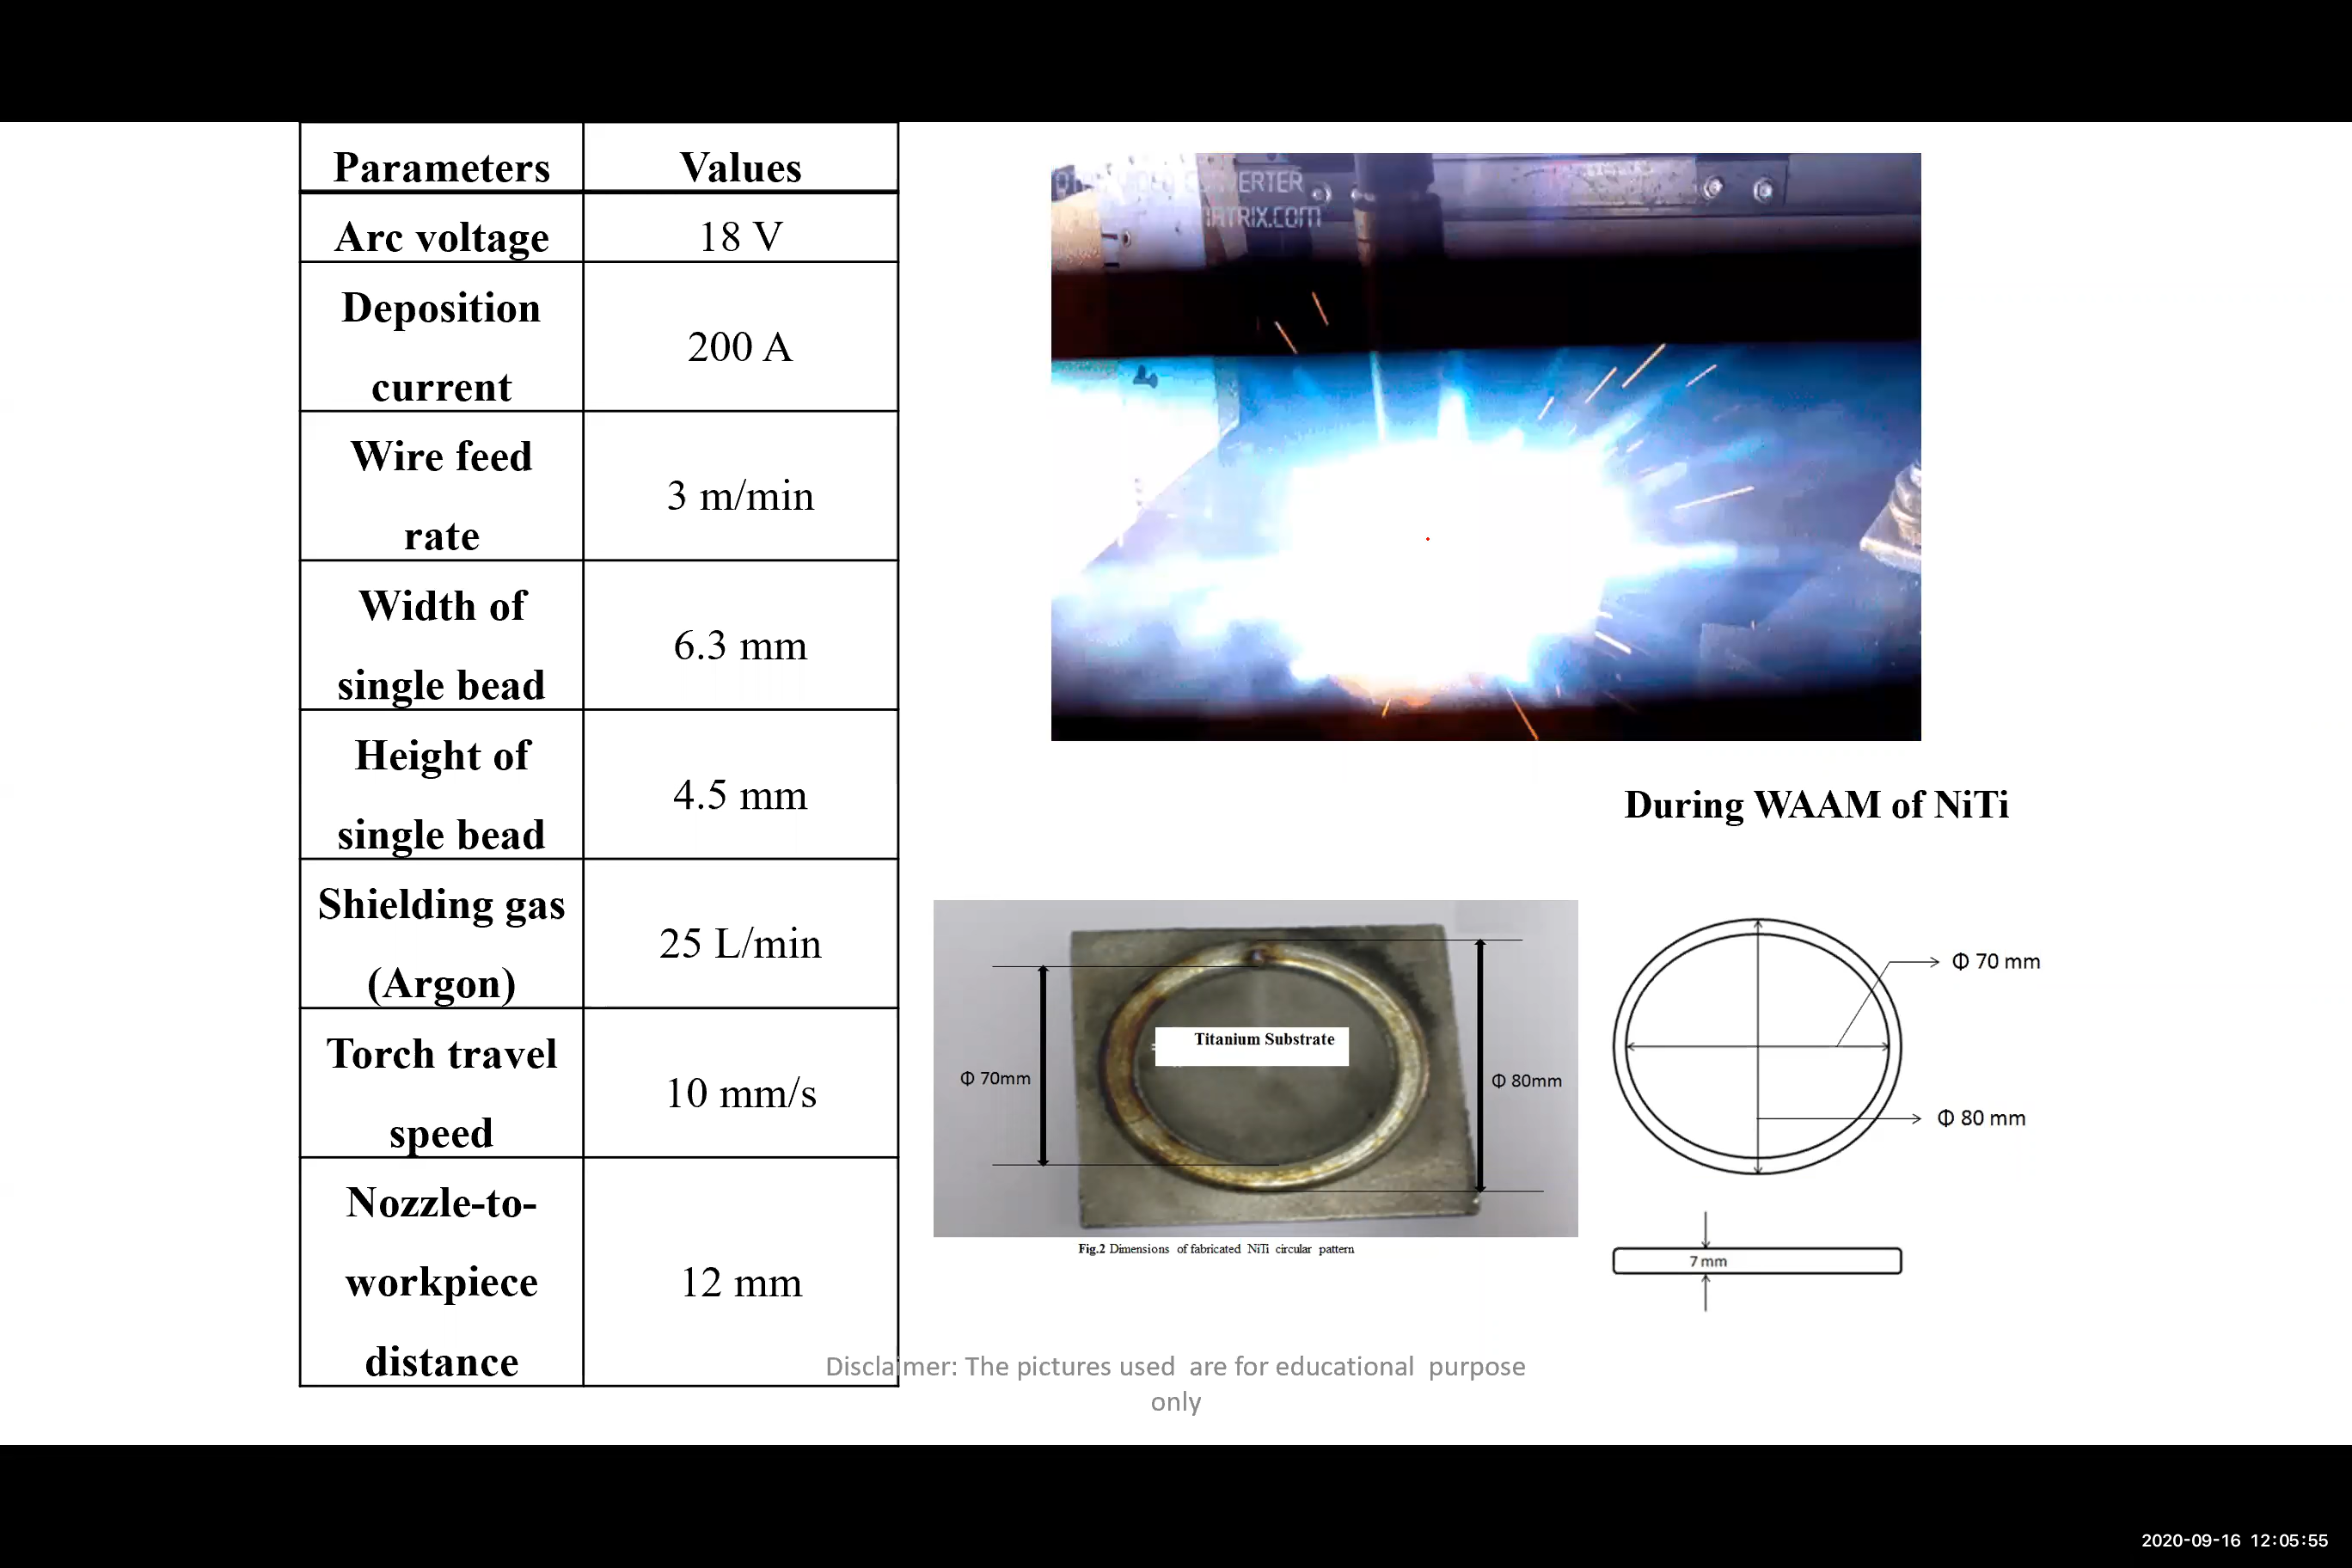 Parameters Values
Arc voltage 18 V
Deposition
current
200 A
Wire feed
rate
3 m/min
Width of
single bead
6.3 mm
Height of
single bead
4.5 mm
Shielding gas
(Argon)
25 L/min
Torch travel
speed
10 mm/s
Nozzle-to-
workpiece
distance
12 mm
During WAAM of NiTi
Titanium Substrate
Φ 70mm
Φ 80mm
Fig.2 Dimensions of fabricated NiTi circular pattern
Φ 70 mm
Φ 80 mm
7 mm
Disclaimer: The pictures used are for educational purpose
only
2020-09-16 12:05:55